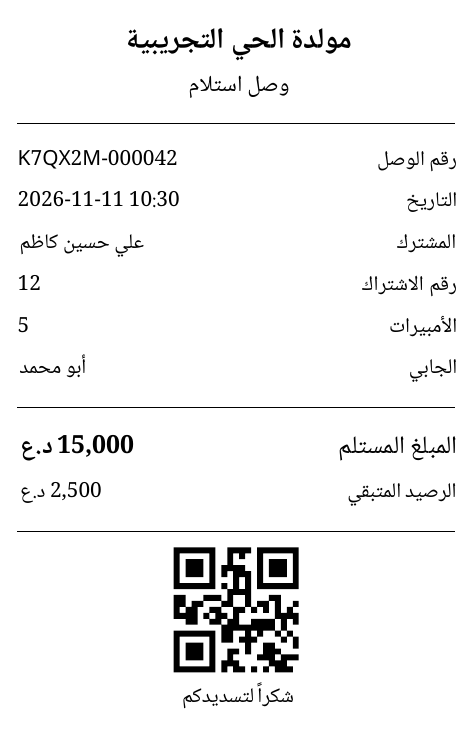 مولدة الحي التجريبية
وصل استلام
رقم الوصل K7QX2M-000042
التاريخ 2026-11-11 10:30
المشترك علي حسين كاظم
رقم الاشتراك 12
الأمبيرات 5
الجابي أبو محمد
المبلغ المستلم 15,000 د.ع
الرصيد المتبقي 2,500 د.ع
شكراً لتسديدكم